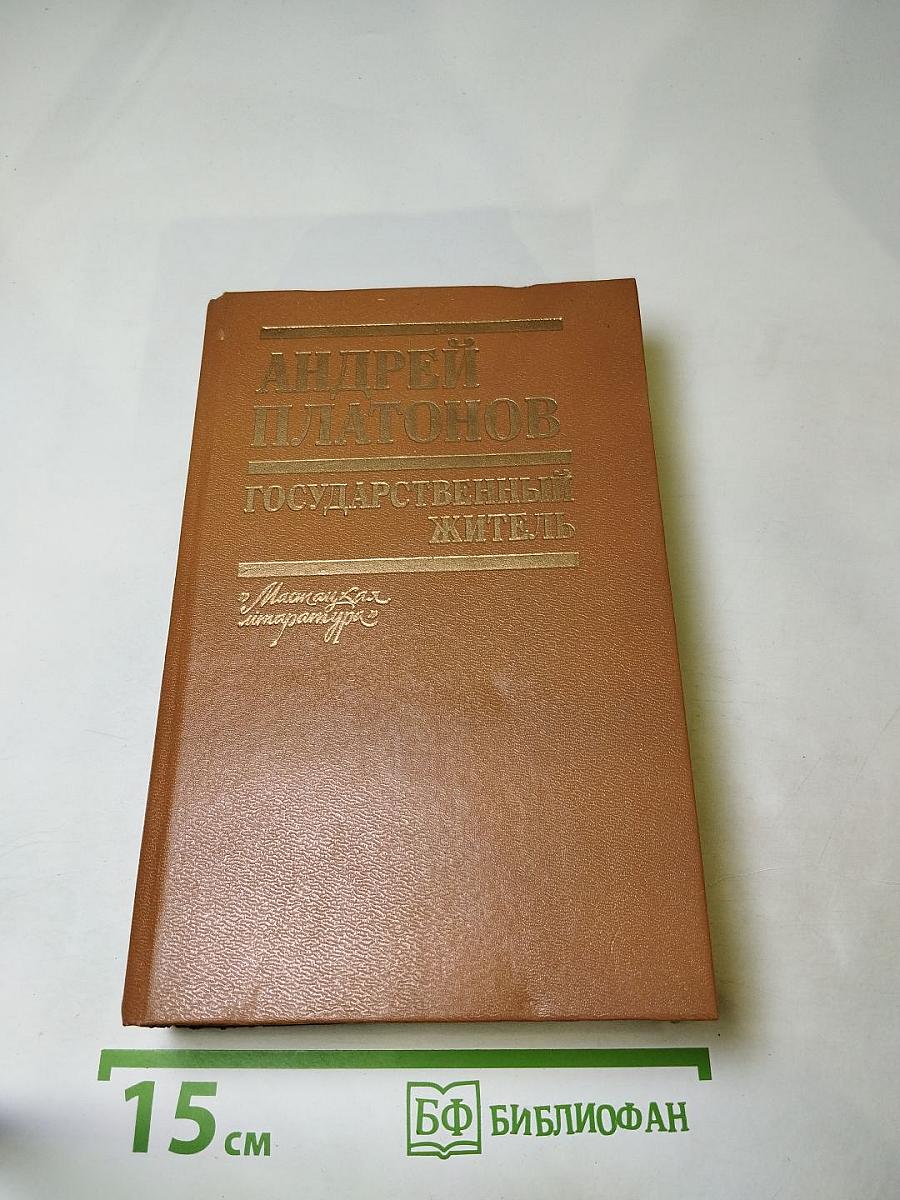 АНДРЕЙ
ПЛАТОНОВ
ГОСУДАРСТВЕННЫЙ
ЖИТЕЛЬ
„Мастацкая
літаратура"
15 см
БФ БИБЛИОФАН